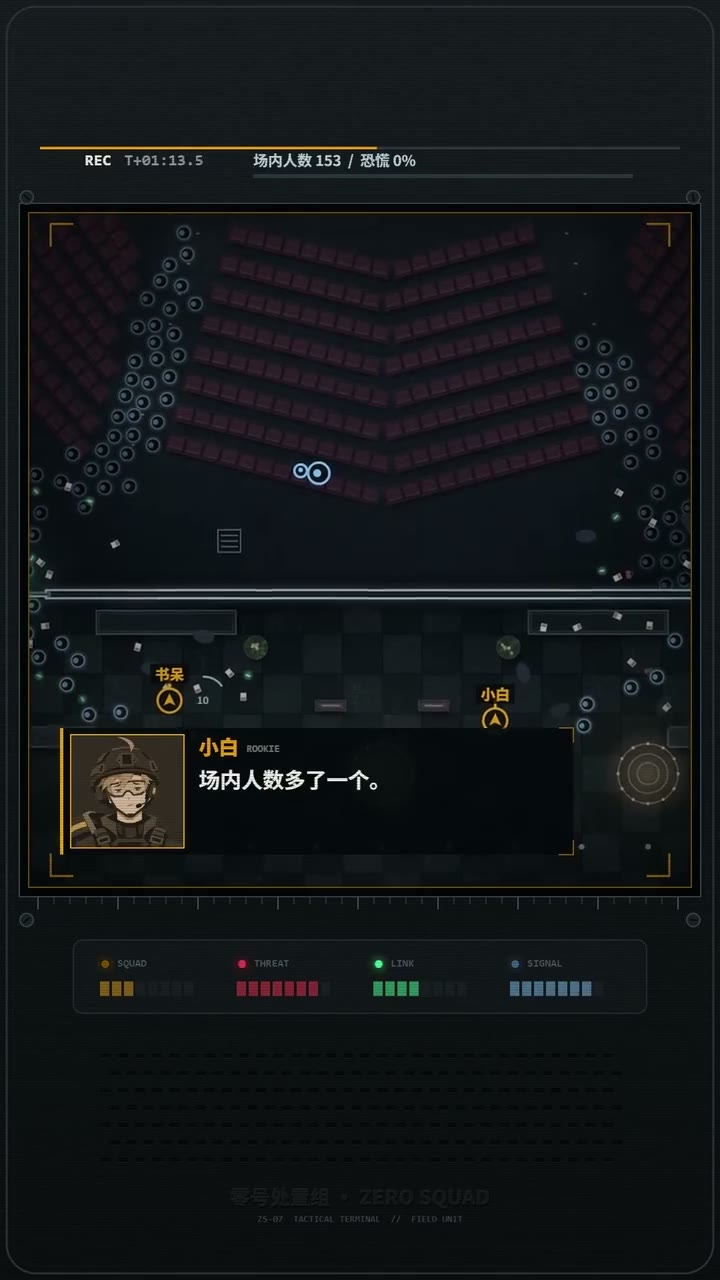 REC T+01:13.5 场内人数 153 / 恐慌 0%
书呆
10
小白
小白 ROOKIE
场内人数多了一个。
SQUAD THREAT LINK SIGNAL
零号处置组 • ZERO SQUAD
ZS-07 TACTICAL TERMINAL // FIELD UNIT